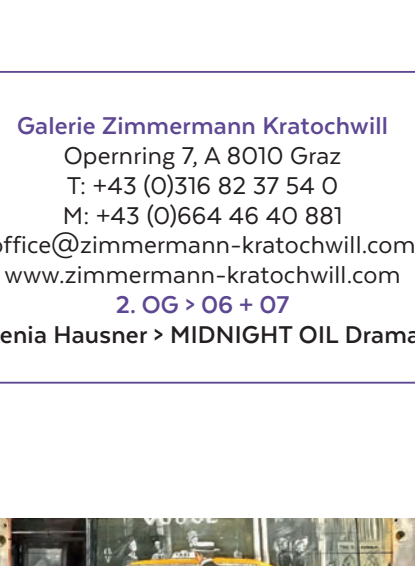 Galerie Zimmermann Kratochwill
Opernring 7, A 8010 Graz
T: +43 (0)316 82 37 54 0
M: +43 (0)664 46 40 881
office@zimmermann-kratochwill.com
www.zimmermann-kratochwill.com
2. OG > 06 + 07
enia Hausner > MIDNIGHT OIL Drama
VOGUE